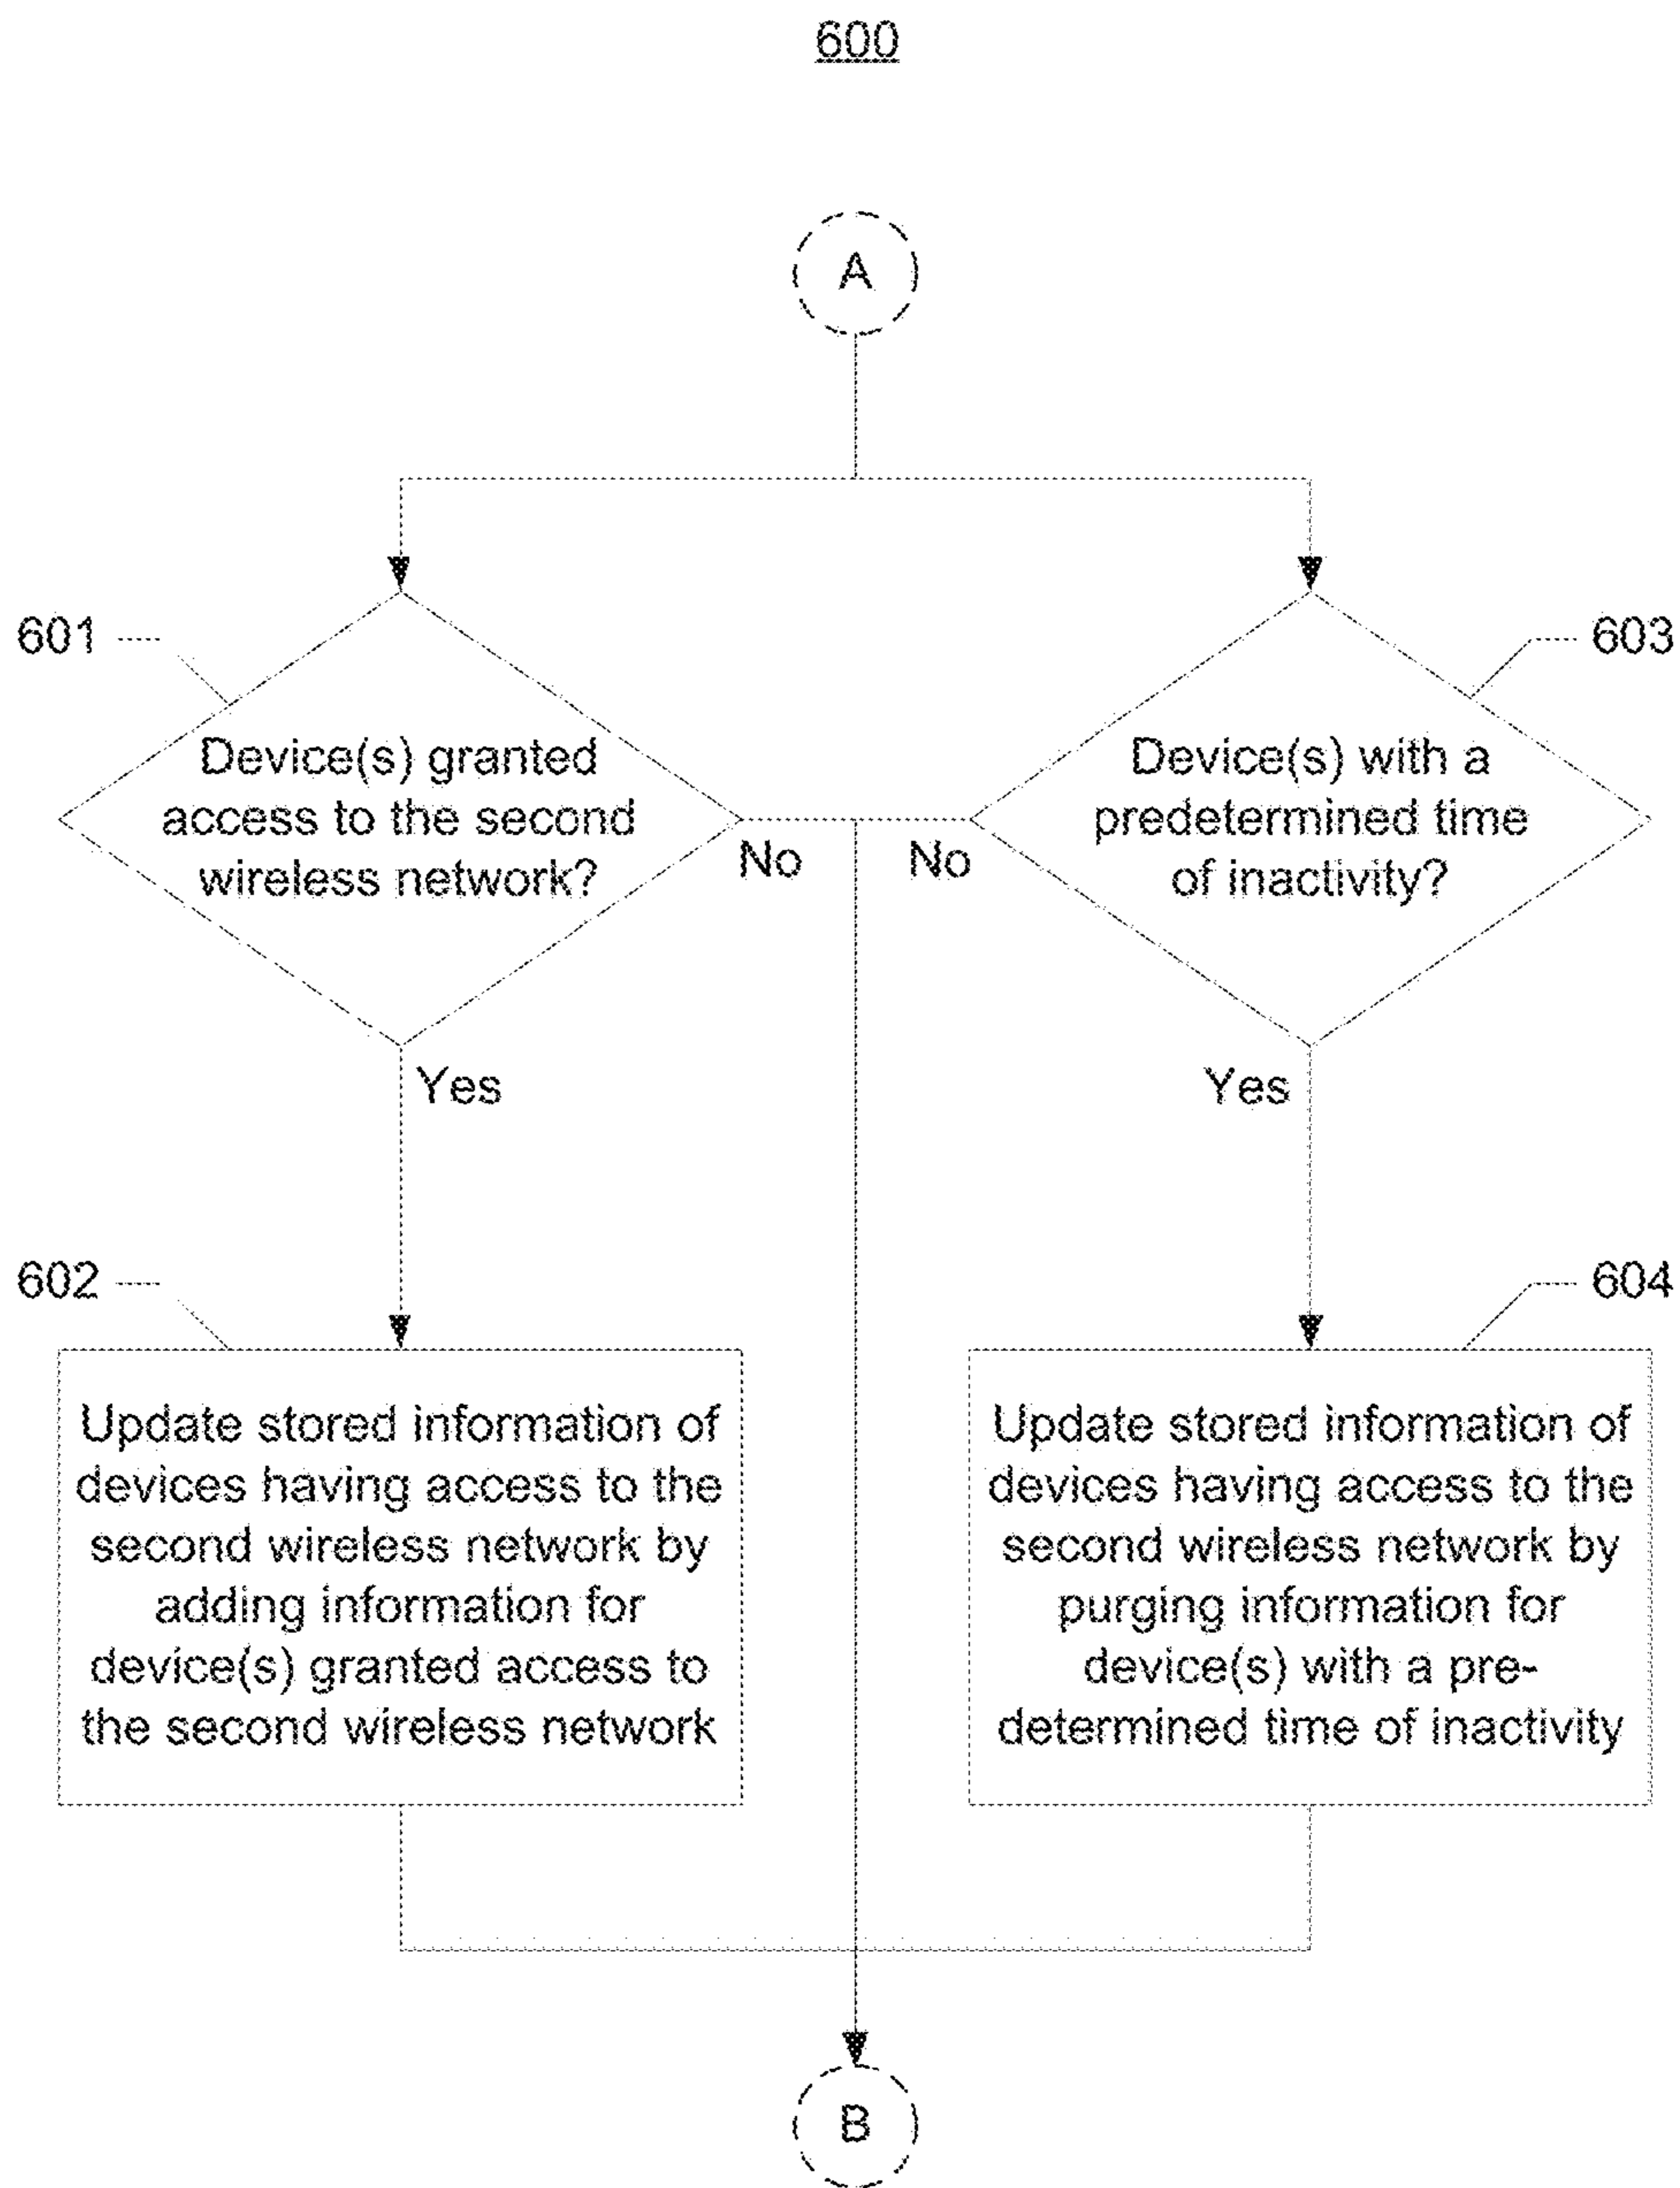 600
A
601
603
Device(s) granted
access to the second
wireless network?
Device(s) with a
predetermined time
of inactivity?
No
No
Yes
Yes
602
604
Update stored information of
devices having access to the
second wireless network by
adding information for
device(s) granted access to
the second wireless network
Update stored information of
devices having access to the
second wireless network by
purging information for
device(s) with a pre-
determined time of inactivity
B